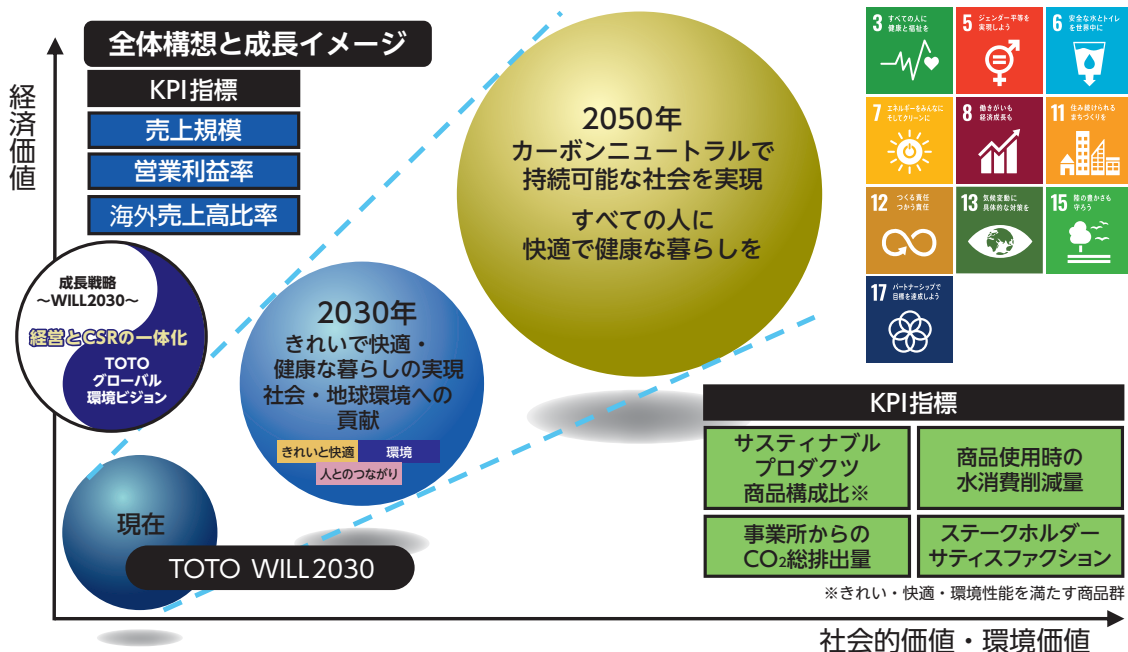 全体構想と成長イメージ
経済価値
KPI指標
売上規模
営業利益率
海外売上高比率
成長戦略
～WILL2030～
経営とCSRの一体化
TOTO
グローバル
環境ビジョン
現在
TOTO WILL2030
2030年
きれいで快適・
健康な暮らしの実現
社会・地球環境への
貢献
きれいと快適
環境
人とのつながり
2050年
カーボンニュートラルで
持続可能な社会を実現
すべての人に
快適で健康な暮らしを
3 すべての人に
健康と福祉を
5 ジェンダー平等を
実現しよう
6 安全な水とトイレ
を世界中に
7 エネルギーをみんなに
そしてクリーンに
8 働きがいも
経済成長も
11 住み続けられる
まちづくりを
12 つくる責任
つかう責任
13 気候変動に
具体的な対策を
15 陸の豊かさも
守ろう
17 パートナーシップで
目標を達成しよう
KPI指標
サスティナブル
プロダクツ
商品構成比※
商品使用時の
水消費削減量
事業所からの
CO₂総排出量
ステークホルダー
サティスファクション
※きれい・快適・環境性能を満たす商品群
社会的価値・環境価値